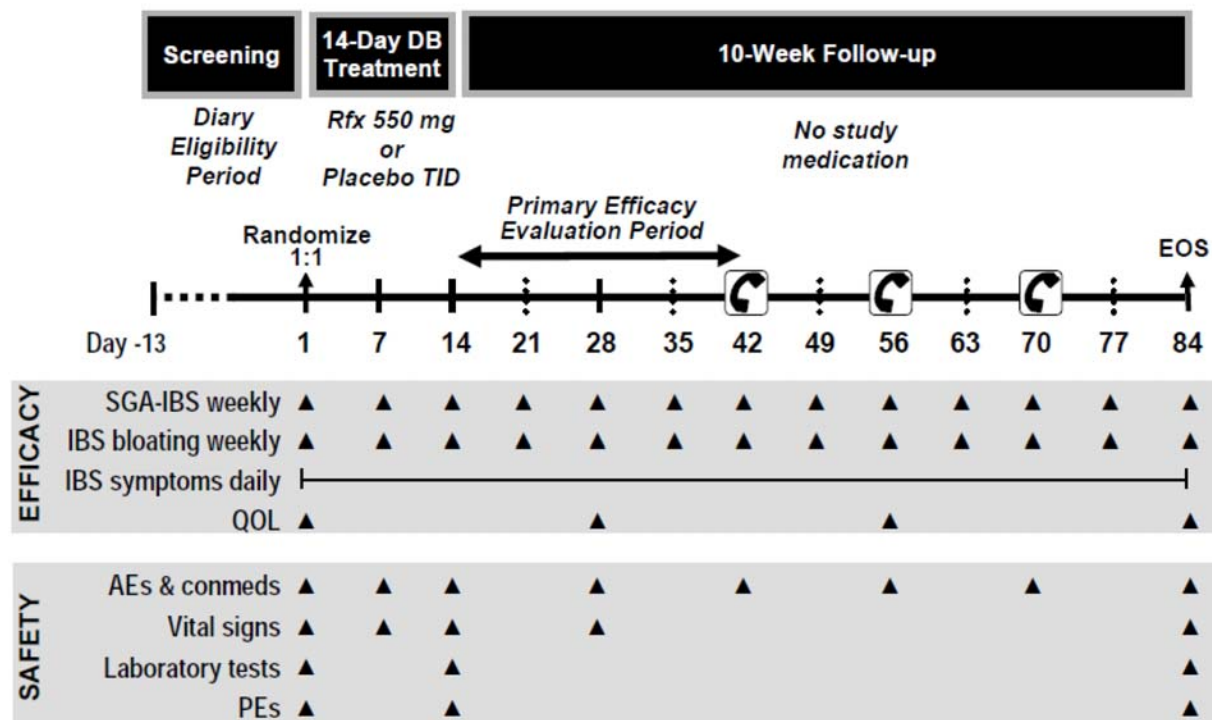 Screening
14-Day DB
Treatment
10-Week Follow-up
Diary
Eligibility
Period
Rfx 550 mg
or
Placebo TID
No study
medication
Primary Efficacy
Evaluation Period
Randomize
1:1
EOS
Day -13 1 7 14 21 28 35 42 49 56 63 70 77 84
EFFICACY
SGA-IBS weekly
IBS bloating weekly
IBS symptoms daily
QOL
SAFETY
AEs & conmeds
Vital signs
Laboratory tests
PEs